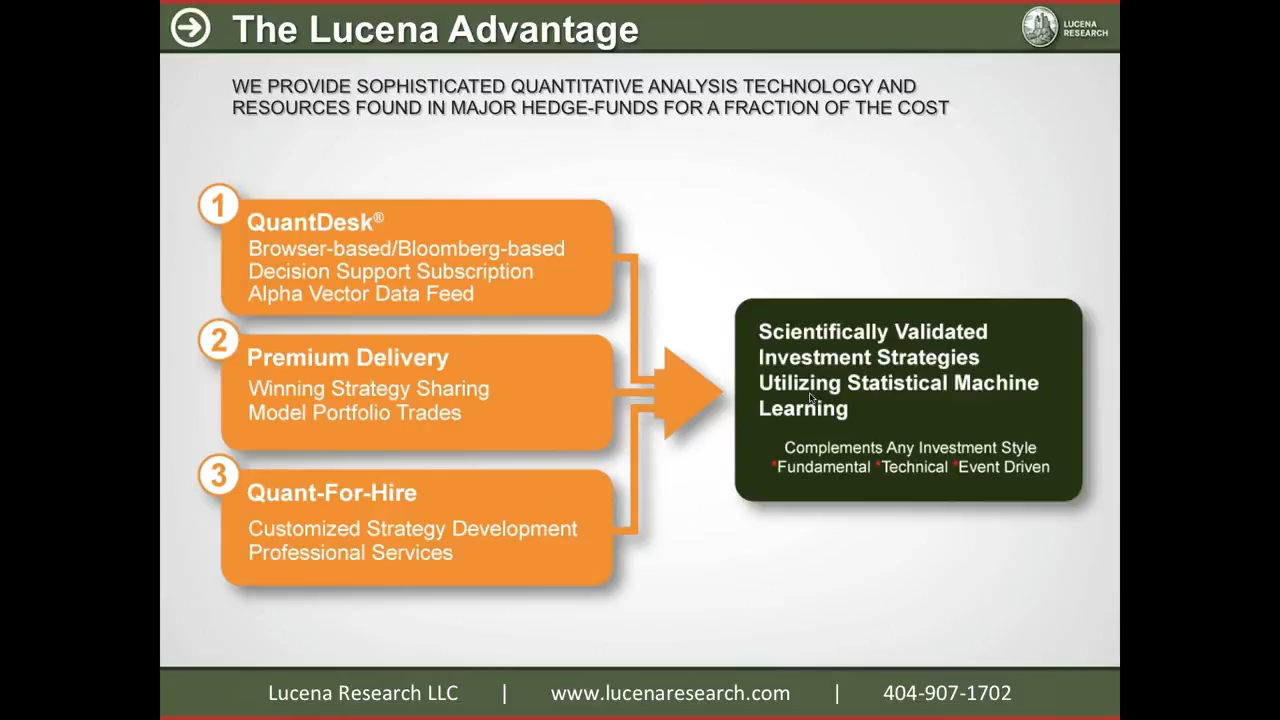 The Lucena Advantage
LUCENA
RESEARCH
WE PROVIDE SOPHISTICATED QUANTITATIVE ANALYSIS TECHNOLOGY AND
RESOURCES FOUND IN MAJOR HEDGE-FUNDS FOR A FRACTION OF THE COST
1
QuantDesk®
Browser-based/Bloomberg-based
Decision Support Subscription
Alpha Vector Data Feed
2
Premium Delivery
Winning Strategy Sharing
Model Portfolio Trades
3
Quant-For-Hire
Customized Strategy Development
Professional Services
Scientifically Validated
Investment Strategies
Utilizing Statistical Machine
Learning
Complements Any Investment Style
*Fundamental *Technical *Event Driven
Lucena Research LLC | www.lucenaresearch.com | 404-907-1702